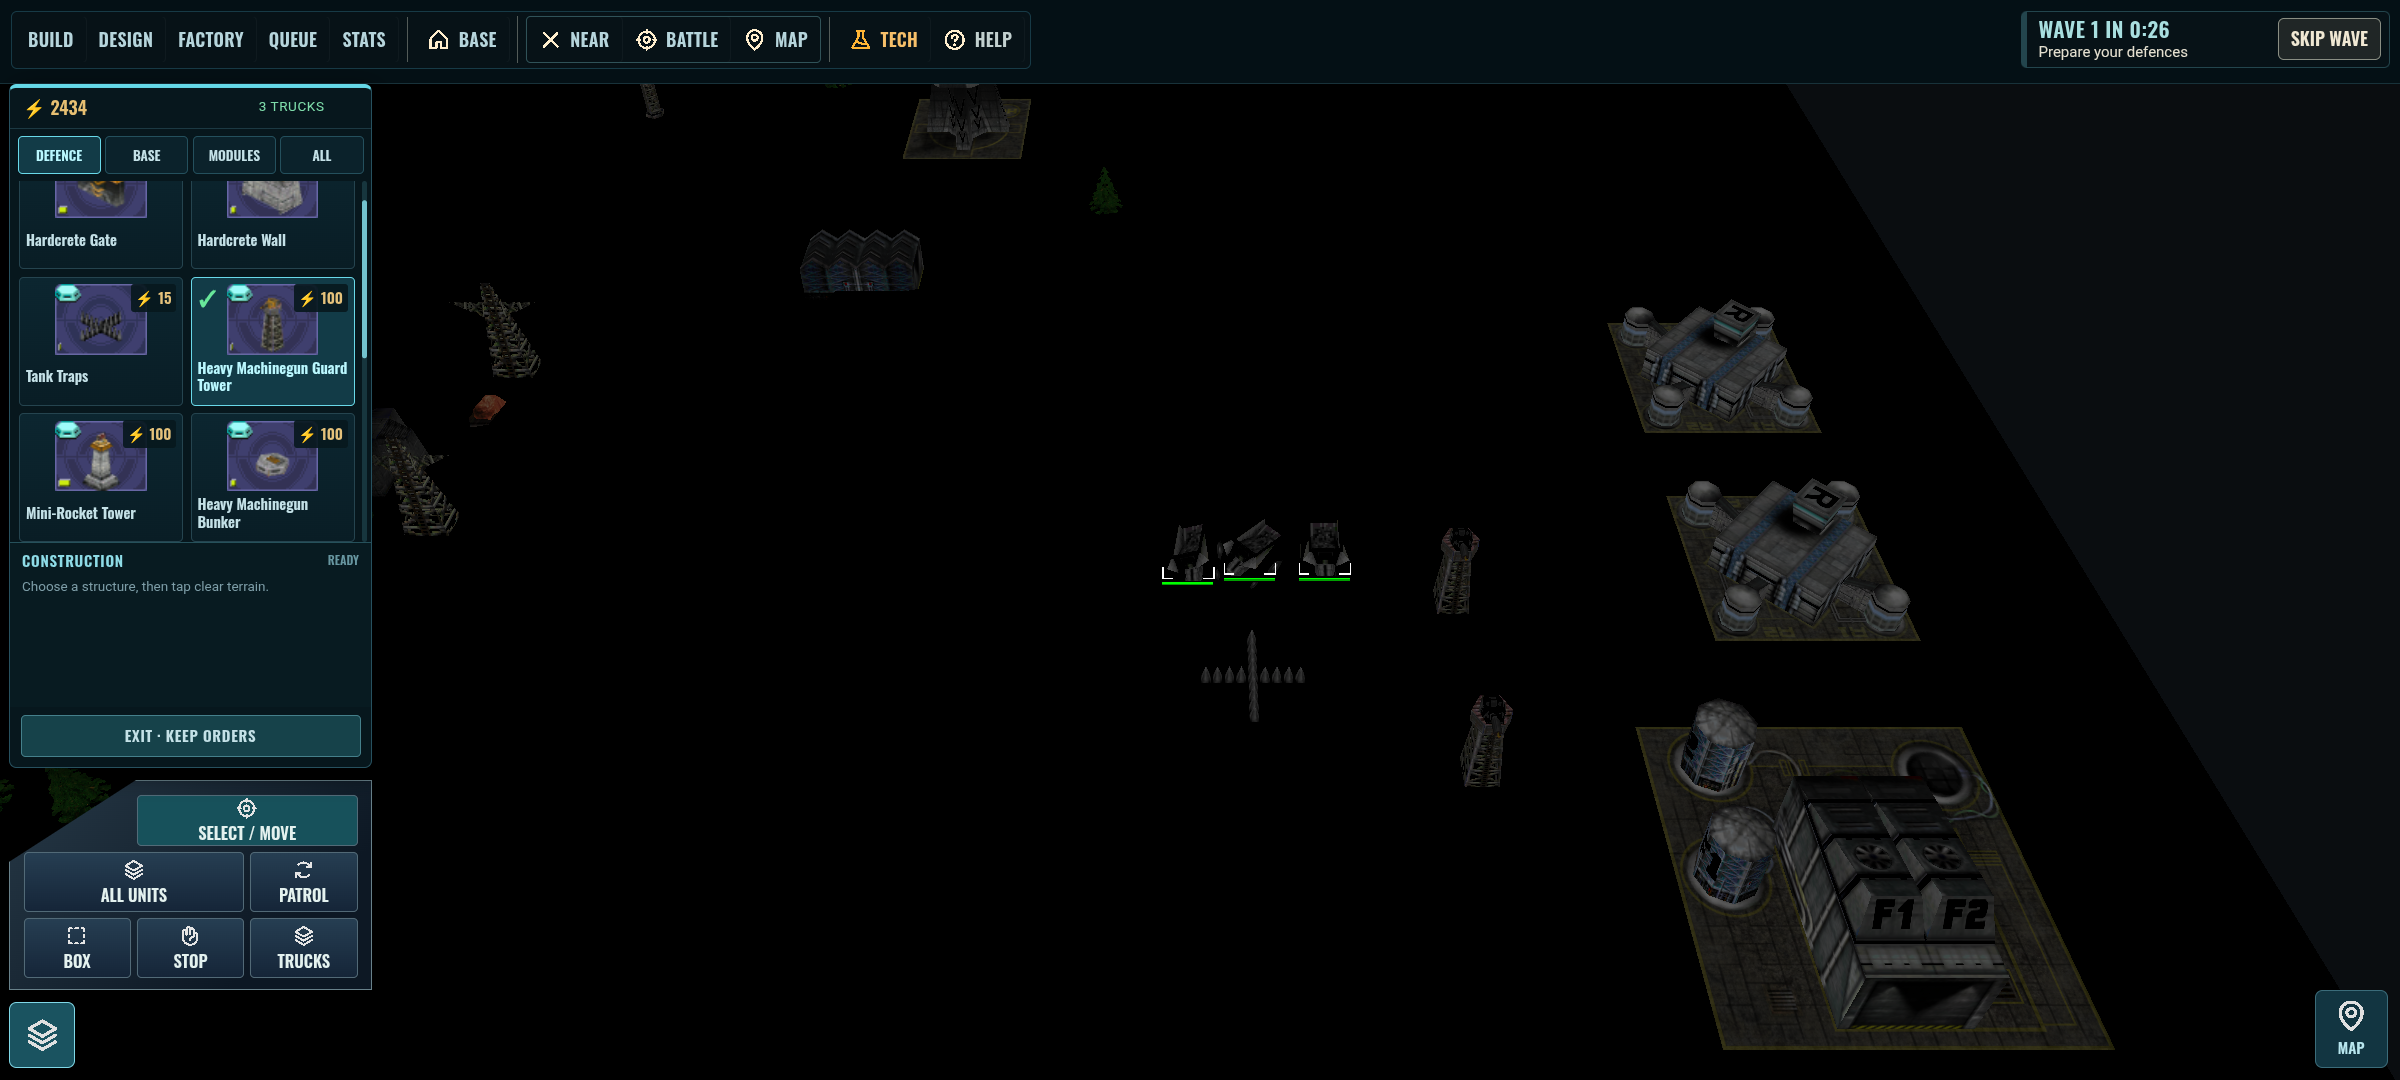 BUILD DESIGN FACTORY QUEUE STATS BASE NEAR BATTLE MAP TECH HELP
WAVE 1 IN 0:26
Prepare your defences
SKIP WAVE
2434
3 TRUCKS
DEFENCE BASE MODULES ALL
Hardcrete Gate
Hardcrete Wall
15
Tank Traps
100
Heavy Machinegun Guard
Tower
100
Mini-Rocket Tower
100
Heavy Machinegun
Bunker
CONSTRUCTION
READY
Choose a structure, then tap clear terrain.
EXIT · KEEP ORDERS
SELECT / MOVE
ALL UNITS
PATROL
BOX
STOP
TRUCKS
R
R
F1 F2
MAP